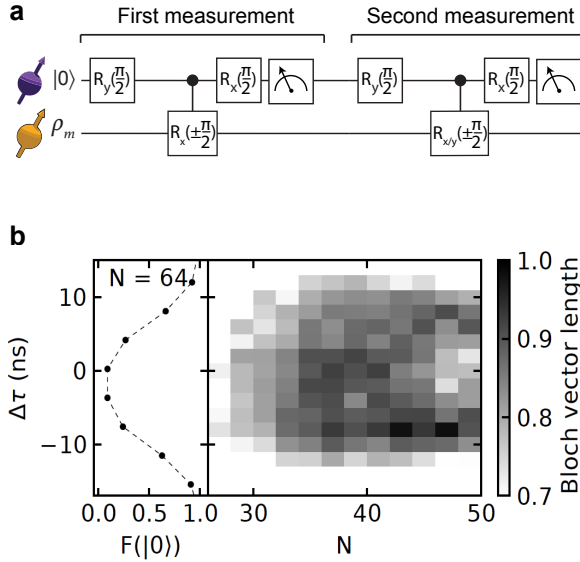 a
First measurement Second measurement
|0⟩ R_y(π/2) R_x(π/2) R_y(π/2) R_x(π/2)
ρ_m R_x(±π/2) R_x/y(±π/2)
b
N = 64
10
0
−10
Δτ (ns)
0.0 0.5 1.0
F(|0⟩)
20 30 40 50
N
1.0
0.9
0.8
0.7
Bloch vector length